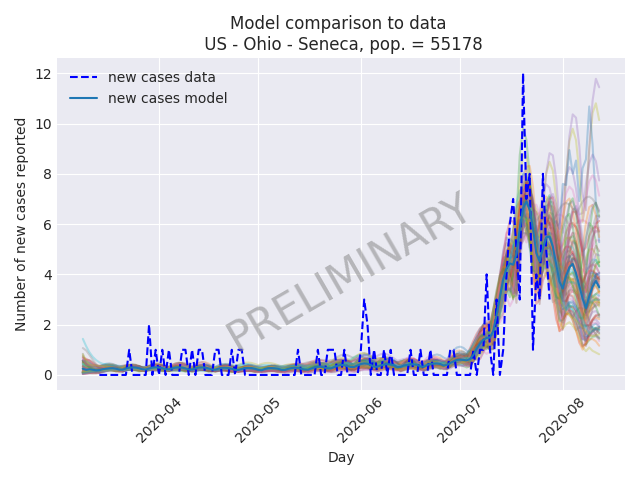 Model comparison to data
US - Ohio - Seneca, pop. = 55178
new cases data
new cases model
Number of new cases reported
12
10
8
6
4
2
0
PRELIMINARY
2020-04
2020-05
2020-06
2020-07
2020-08
Day